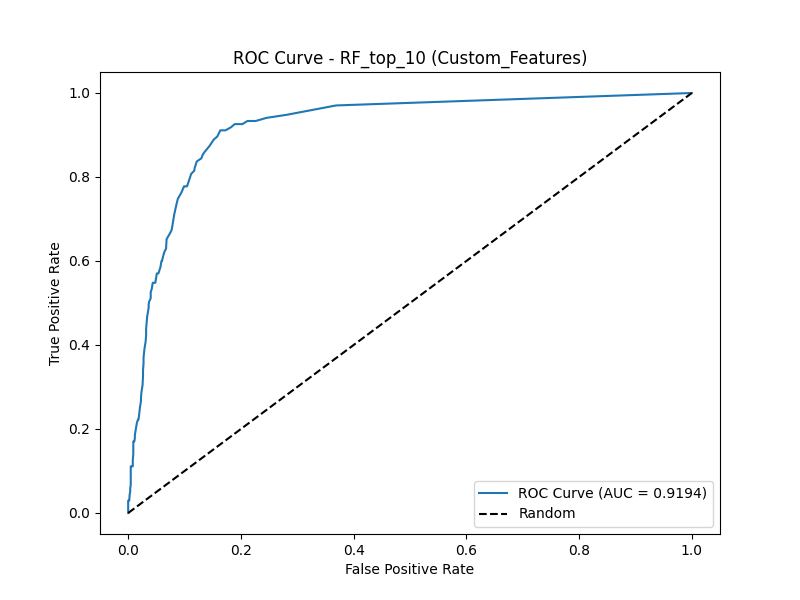 ROC Curve - RF_top_10 (Custom_Features)
True Positive Rate
1.0
0.8
0.6
0.4
0.2
0.0
ROC Curve (AUC = 0.9194)
Random
0.0 0.2 0.4 0.6 0.8 1.0
False Positive Rate